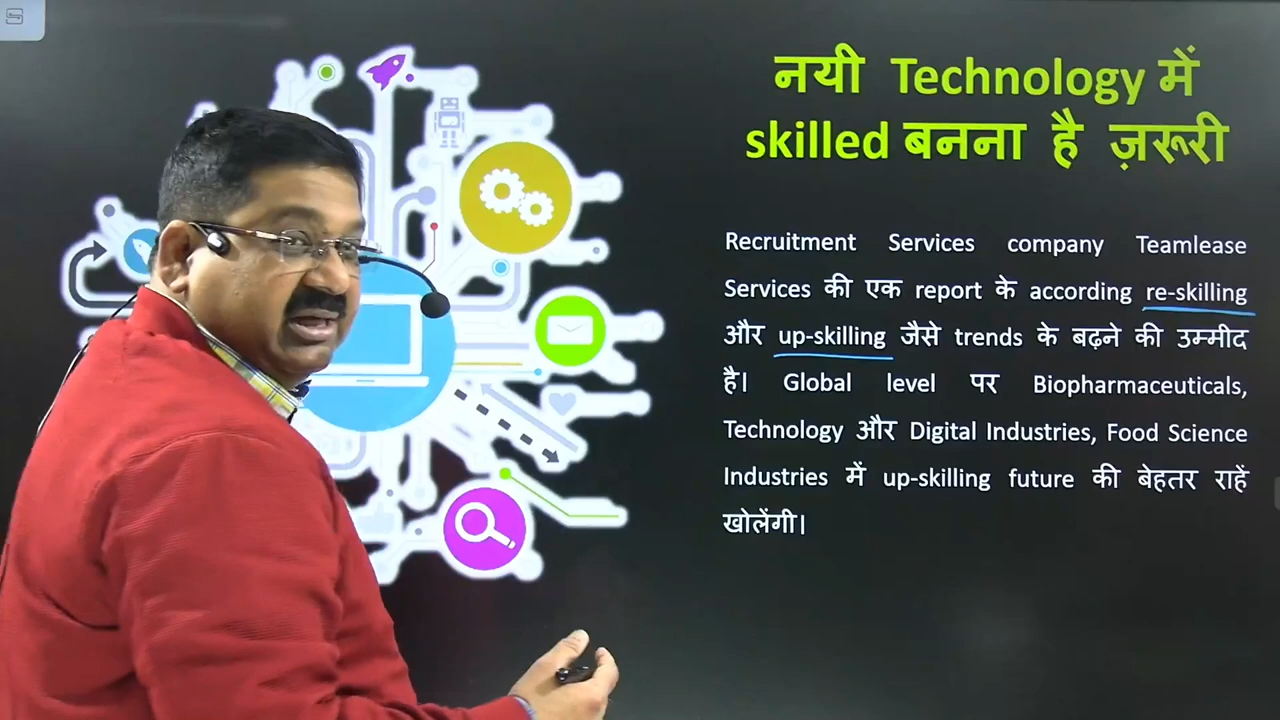 नयी Technology में
skilled बनना है ज़रूरी
Recruitment Services company Teamlease
Services की एक report के according re-skilling
और up-skilling जैसे trends के बढ़ने की उम्मीद
है। Global level पर Biopharmaceuticals,
Technology और Digital Industries, Food Science
Industries में up-skilling future की बेहतर राहें
खोलेंगी।